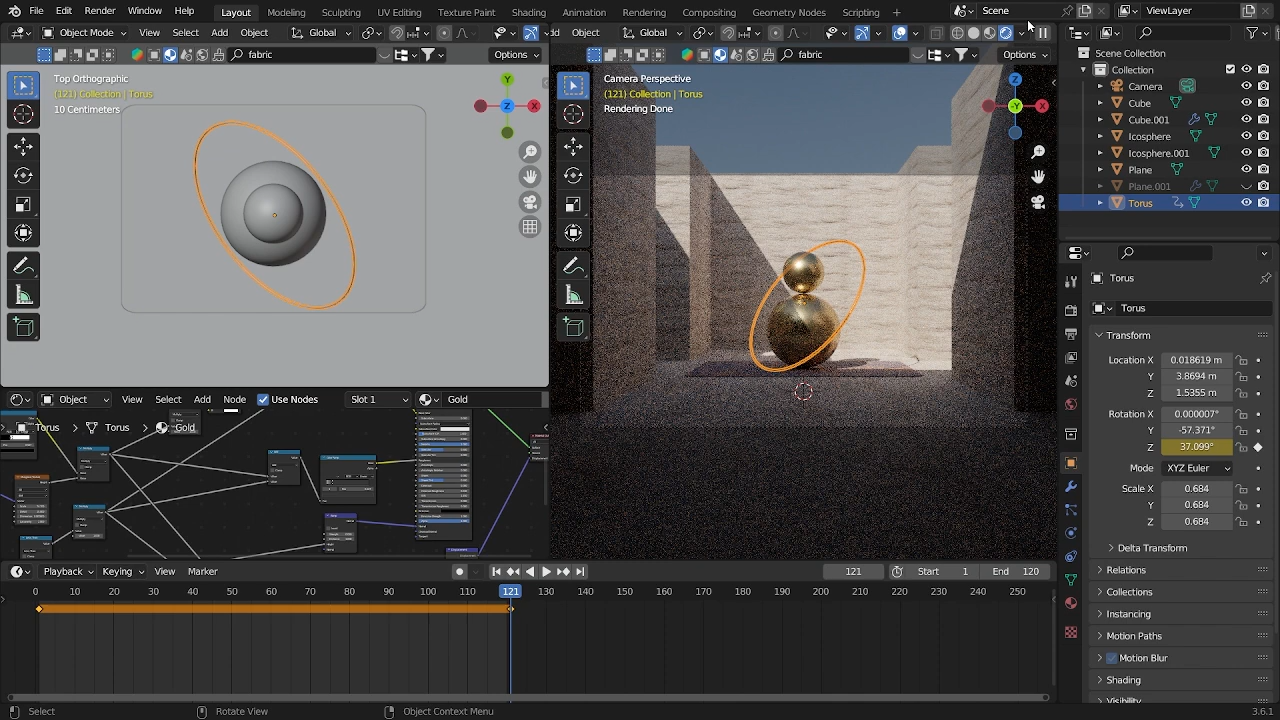 File Edit Render Window Help Layout Modeling Sculpting UV Editing Texture Paint Shading Animation Rendering Compositing Geometry Nodes Scripting + Scene ViewLayer
Object Mode View Select Add Object Global
Object Global
fabric Options
fabric Options
Top Orthographic
(121) Collection | Torus
10 Centimeters
Y
Z
X
Camera Perspective
(121) Collection | Torus
Rendering Done
Z
-Y
X
Scene Collection
Collection
Camera
Cube
Cube.001
Icosphere
Icosphere.001
Plane
Plane.001
Torus
Torus
Torus
Transform
Location X 0.018619 m
Y 3.8694 m
Z 1.5355 m
Rotation X 0.000007°
Y -57.371°
Z 37.099°
Mode XYZ Euler
Scale X 0.684
Y 0.684
Z 0.684
Delta Transform
Relations
Collections
Instancing
Motion Paths
Motion Blur
Shading
Visibility
Object View Select Add Node Use Nodes Slot 1 Gold
Torus > Torus > Gold
Playback Keying View Marker 121 Start 1 End 120
0 10 20 30 40 50 60 70 80 90 100 110 121 130 140 150 160 170 180 190 200 210 220 230 240 250
Select Rotate View Object Context Menu 3.6.1